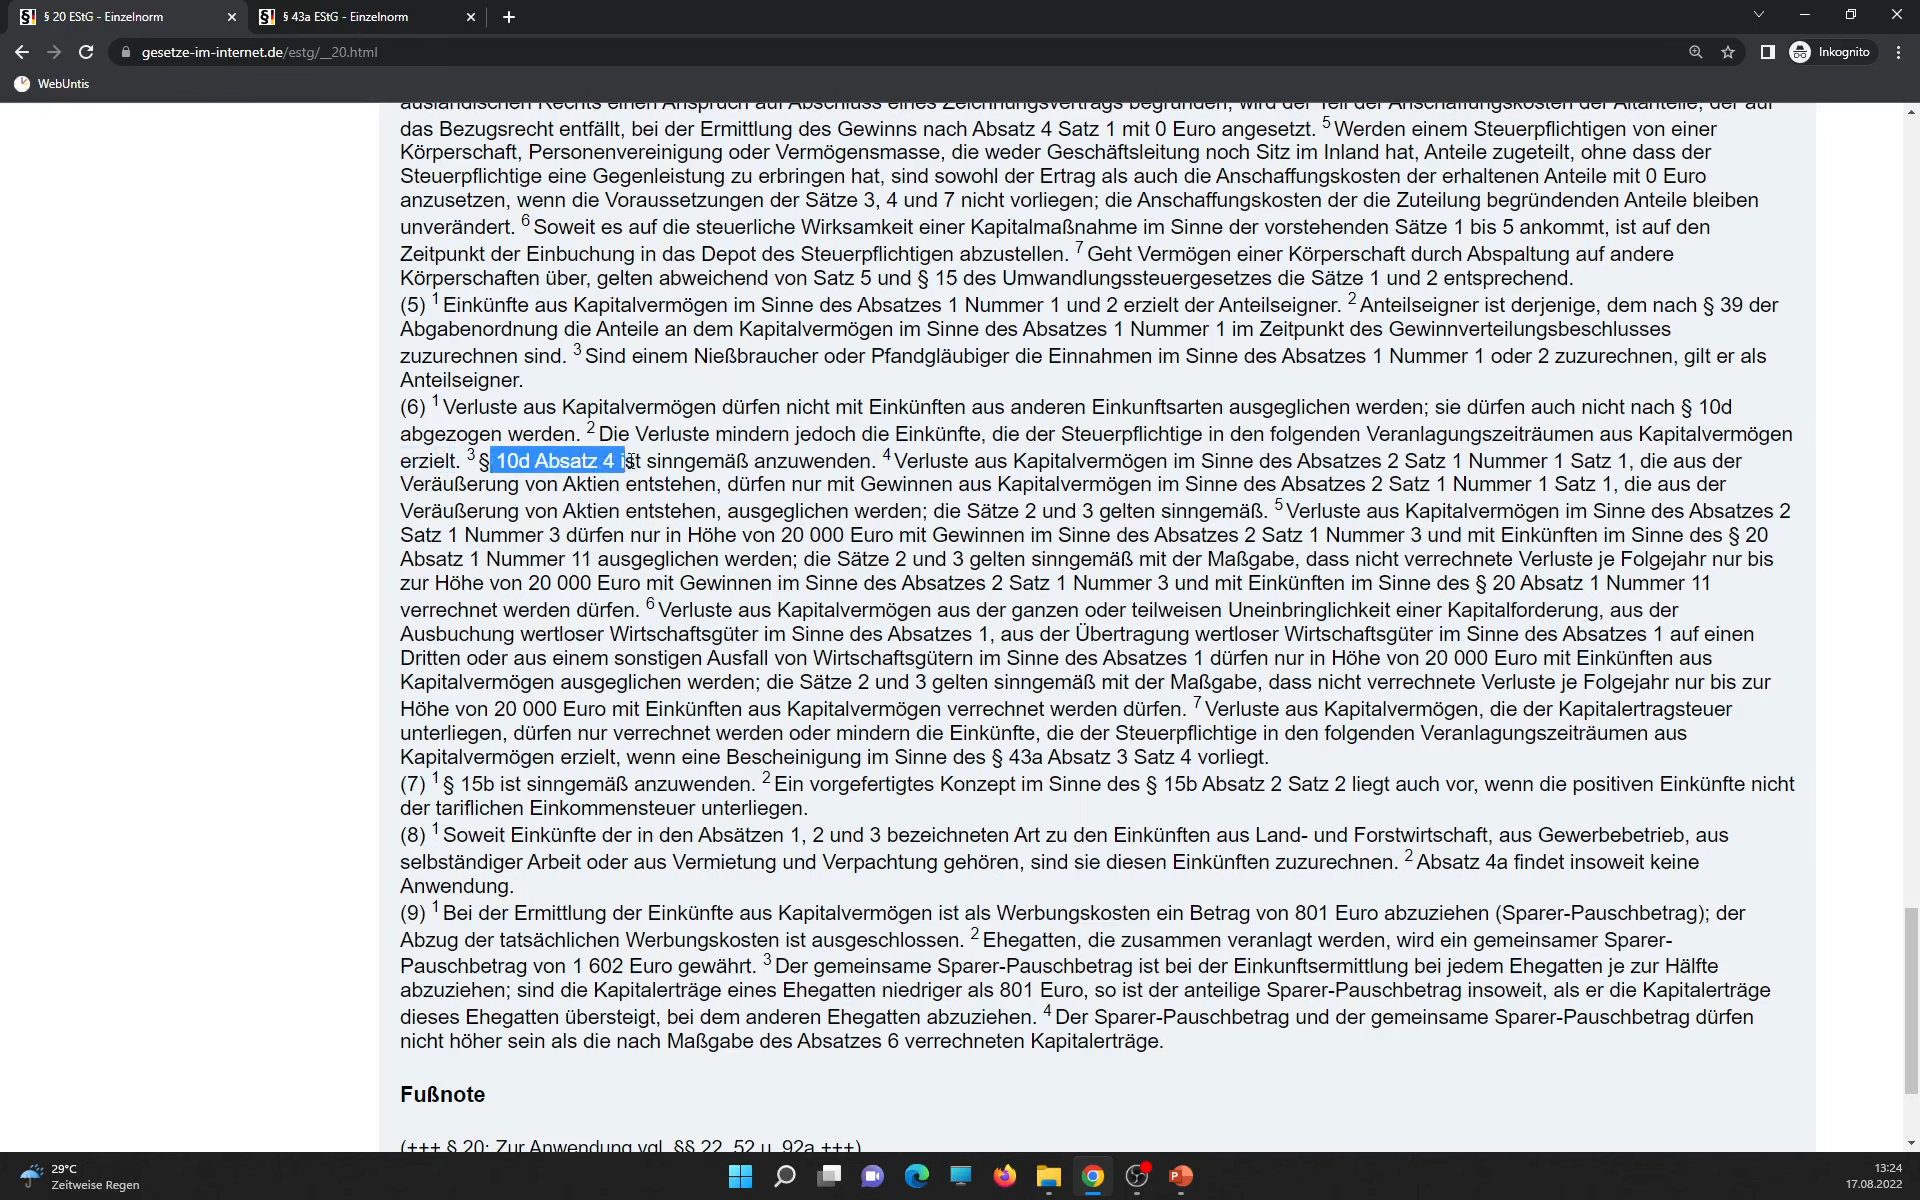 § 20 EStG - Einzelnorm
§ 43a EStG - Einzelnorm
gesetze-im-internet.de/estg/__20.html
Inkognito
WebUntis
ausländischen Rechts einen Anspruch auf Abschluss eines Zeichnungsvertrags begründen, wird der Teil der Anschaffungskosten der Altanteile, der auf
das Bezugsrecht entfällt, bei der Ermittlung des Gewinns nach Absatz 4 Satz 1 mit 0 Euro angesetzt. 5 Werden einem Steuerpflichtigen von einer
Körperschaft, Personenvereinigung oder Vermögensmasse, die weder Geschäftsleitung noch Sitz im Inland hat, Anteile zugeteilt, ohne dass der
Steuerpflichtige eine Gegenleistung zu erbringen hat, sind sowohl der Ertrag als auch die Anschaffungskosten der erhaltenen Anteile mit 0 Euro
anzusetzen, wenn die Voraussetzungen der Sätze 3, 4 und 7 nicht vorliegen; die Anschaffungskosten der die Zuteilung begründenden Anteile bleiben
unverändert. 6 Soweit es auf die steuerliche Wirksamkeit einer Kapitalmaßnahme im Sinne der vorstehenden Sätze 1 bis 5 ankommt, ist auf den
Zeitpunkt der Einbuchung in das Depot des Steuerpflichtigen abzustellen. 7 Geht Vermögen einer Körperschaft durch Abspaltung auf andere
Körperschaften über, gelten abweichend von Satz 5 und § 15 des Umwandlungssteuergesetzes die Sätze 1 und 2 entsprechend.
(5) 1 Einkünfte aus Kapitalvermögen im Sinne des Absatzes 1 Nummer 1 und 2 erzielt der Anteilseigner. 2 Anteilseigner ist derjenige, dem nach § 39 der
Abgabenordnung die Anteile an dem Kapitalvermögen im Sinne des Absatzes 1 Nummer 1 im Zeitpunkt des Gewinnverteilungsbeschlusses
zuzurechnen sind. 3 Sind einem Nießbraucher oder Pfandgläubiger die Einnahmen im Sinne des Absatzes 1 Nummer 1 oder 2 zuzurechnen, gilt er als
Anteilseigner.
(6) 1 Verluste aus Kapitalvermögen dürfen nicht mit Einkünften aus anderen Einkunftsarten ausgeglichen werden; sie dürfen auch nicht nach § 10d
abgezogen werden. 2 Die Verluste mindern jedoch die Einkünfte, die der Steuerpflichtige in den folgenden Veranlagungszeiträumen aus Kapitalvermögen
erzielt. 3 § 10d Absatz 4 ist sinngemäß anzuwenden. 4 Verluste aus Kapitalvermögen im Sinne des Absatzes 2 Satz 1 Nummer 1 Satz 1, die aus der
Veräußerung von Aktien entstehen, dürfen nur mit Gewinnen aus Kapitalvermögen im Sinne des Absatzes 2 Satz 1 Nummer 1 Satz 1, die aus der
Veräußerung von Aktien entstehen, ausgeglichen werden; die Sätze 2 und 3 gelten sinngemäß. 5 Verluste aus Kapitalvermögen im Sinne des Absatzes 2
Satz 1 Nummer 3 dürfen nur in Höhe von 20 000 Euro mit Gewinnen im Sinne des Absatzes 2 Satz 1 Nummer 3 und mit Einkünften im Sinne des § 20
Absatz 1 Nummer 11 ausgeglichen werden; die Sätze 2 und 3 gelten sinngemäß mit der Maßgabe, dass nicht verrechnete Verluste je Folgejahr nur bis
zur Höhe von 20 000 Euro mit Gewinnen im Sinne des Absatzes 2 Satz 1 Nummer 3 und mit Einkünften im Sinne des § 20 Absatz 1 Nummer 11
verrechnet werden dürfen. 6 Verluste aus Kapitalvermögen aus der ganzen oder teilweisen Uneinbringlichkeit einer Kapitalforderung, aus der
Ausbuchung wertloser Wirtschaftsgüter im Sinne des Absatzes 1, aus der Übertragung wertloser Wirtschaftsgüter im Sinne des Absatzes 1 auf einen
Dritten oder aus einem sonstigen Ausfall von Wirtschaftsgütern im Sinne des Absatzes 1 dürfen nur in Höhe von 20 000 Euro mit Einkünften aus
Kapitalvermögen ausgeglichen werden; die Sätze 2 und 3 gelten sinngemäß mit der Maßgabe, dass nicht verrechnete Verluste je Folgejahr nur bis zur
Höhe von 20 000 Euro mit Einkünften aus Kapitalvermögen verrechnet werden dürfen. 7 Verluste aus Kapitalvermögen, die der Kapitalertragsteuer
unterliegen, dürfen nur verrechnet werden oder mindern die Einkünfte, die der Steuerpflichtige in den folgenden Veranlagungszeiträumen aus
Kapitalvermögen erzielt, wenn eine Bescheinigung im Sinne des § 43a Absatz 3 Satz 4 vorliegt.
(7) 1 § 15b ist sinngemäß anzuwenden. 2 Ein vorgefertigtes Konzept im Sinne des § 15b Absatz 2 Satz 2 liegt auch vor, wenn die positiven Einkünfte nicht
der tariflichen Einkommensteuer unterliegen.
(8) 1 Soweit Einkünfte der in den Absätzen 1, 2 und 3 bezeichneten Art zu den Einkünften aus Land- und Forstwirtschaft, aus Gewerbebetrieb, aus
selbständiger Arbeit oder aus Vermietung und Verpachtung gehören, sind sie diesen Einkünften zuzurechnen. 2 Absatz 4a findet insoweit keine
Anwendung.
(9) 1 Bei der Ermittlung der Einkünfte aus Kapitalvermögen ist als Werbungskosten ein Betrag von 801 Euro abzuziehen (Sparer-Pauschbetrag); der
Abzug der tatsächlichen Werbungskosten ist ausgeschlossen. 2 Ehegatten, die zusammen veranlagt werden, wird ein gemeinsamer Sparer-
Pauschbetrag von 1 602 Euro gewährt. 3 Der gemeinsame Sparer-Pauschbetrag ist bei der Einkunftsermittlung bei jedem Ehegatten je zur Hälfte
abzuziehen; sind die Kapitalerträge eines Ehegatten niedriger als 801 Euro, so ist der anteilige Sparer-Pauschbetrag insoweit, als er die Kapitalerträge
dieses Ehegatten übersteigt, bei dem anderen Ehegatten abzuziehen. 4 Der Sparer-Pauschbetrag und der gemeinsame Sparer-Pauschbetrag dürfen
nicht höher sein als die nach Maßgabe des Absatzes 6 verrechneten Kapitalerträge.
Fußnote
(+++ § 20: Zur Anwendung vgl. §§ 22, 52 u. 92a +++)
29°C
Zeitweise Regen
13:24
17.08.2022